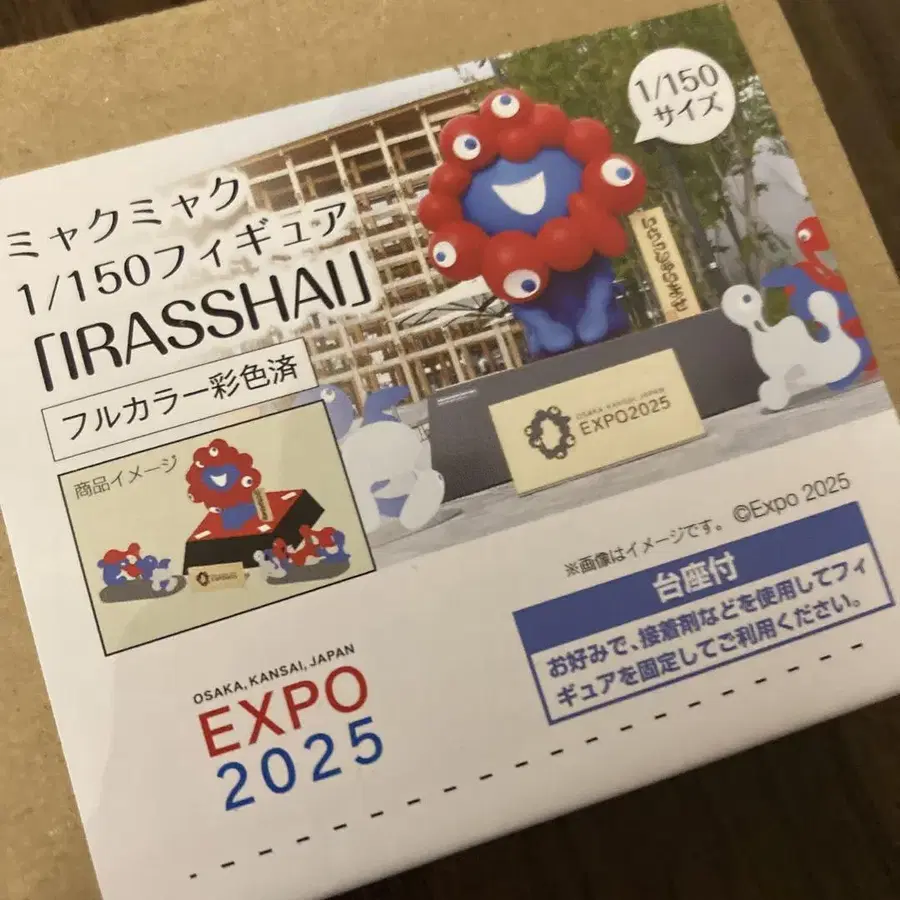 1/150
サイズ
ミャクミャク
1/150フィギュア
「IRASSHAI」
フルカラー彩色済
いらっしゃいませ
OSAKA, KANSAI, JAPAN
EXPO2025
商品イメージ
※画像はイメージです。 ©Expo 2025
台座付
お好みで、接着剤などを使用してフィ
ギュアを固定してご利用ください。
OSAKA, KANSAI, JAPAN
EXPO
2025